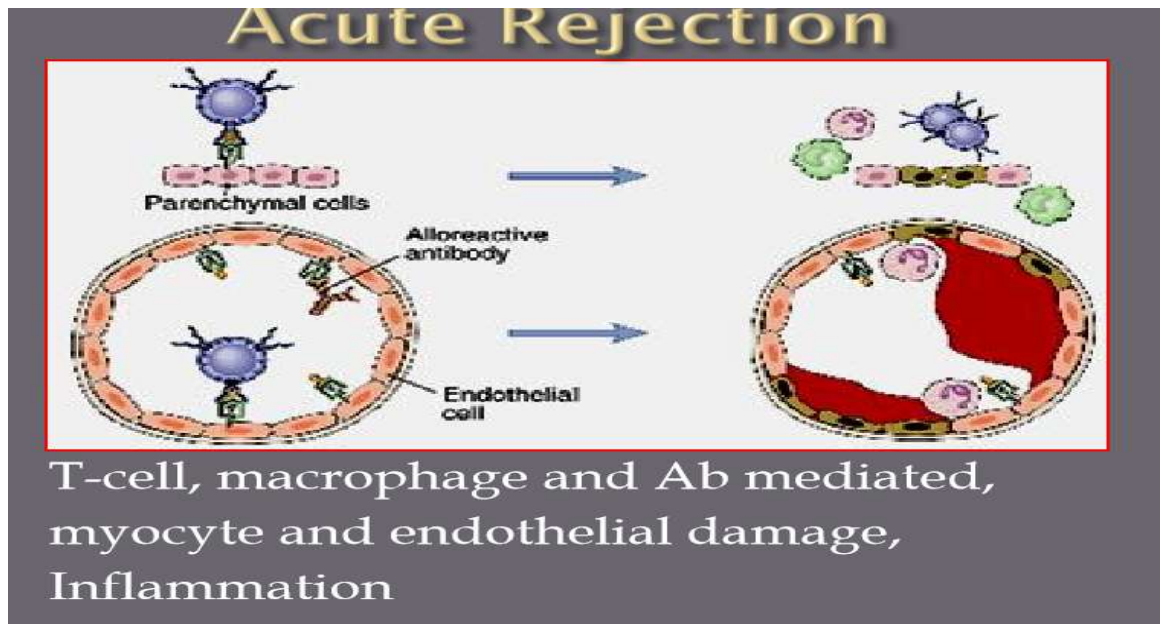 Acute Rejection
Parenchymal cells
Alloreactive
antibody
Endothelial
cell
T-cell, macrophage and Ab mediated,
myocyte and endothelial damage,
Inflammation